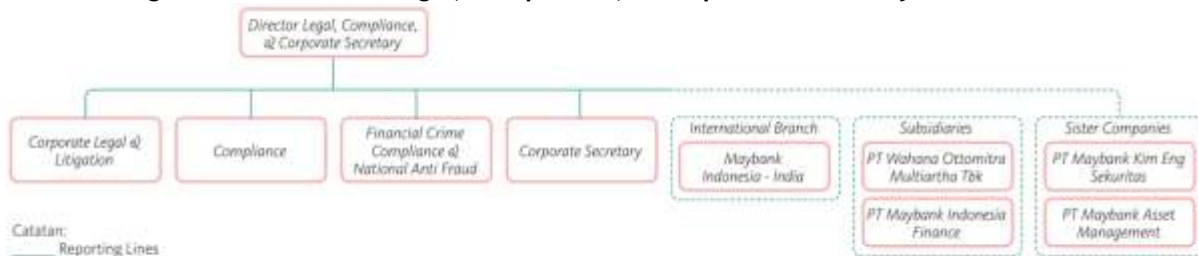 Director Legal, Compliance,
& Corporate Secretary
Corporate Legal &
Litigation
Compliance
Financial Crime
Compliance &
National Anti Fraud
Corporate Secretary
International Branch
Maybank
Indonesia - India
Subsidiaries
PT Wahana Ottomitra
Multiartha Tbk
PT Maybank Indonesia
Finance
Sister Companies
PT Maybank Kim Eng
Sekuritas
PT Maybank Asset
Management
Catatan:
______ Reporting Lines